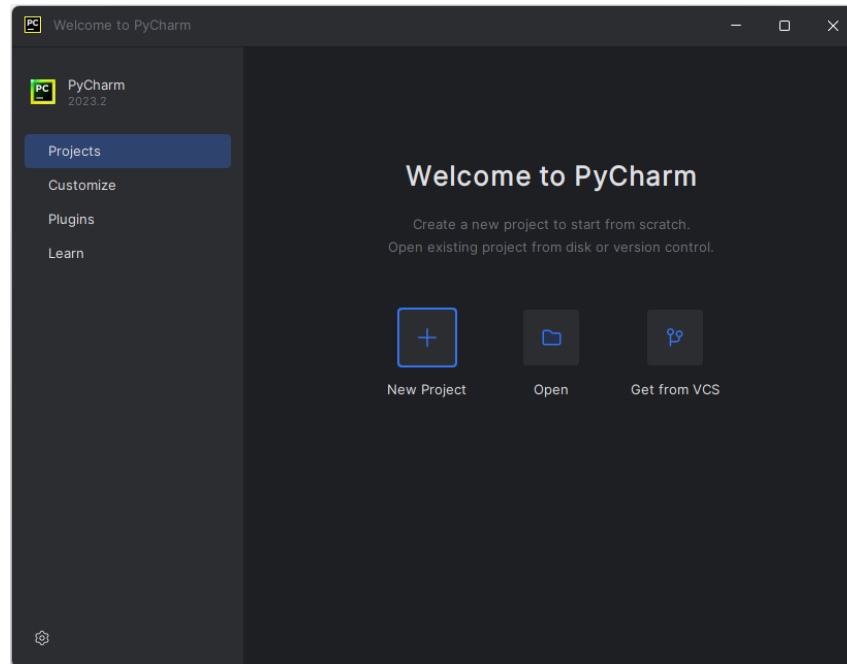 PC
Welcome to PyCharm
PC
PyCharm
2023.2
Projects
Customize
Plugins
Learn
Welcome to PyCharm
Create a new project to start from scratch.
Open existing project from disk or version control.
New Project
Open
Get from VCS